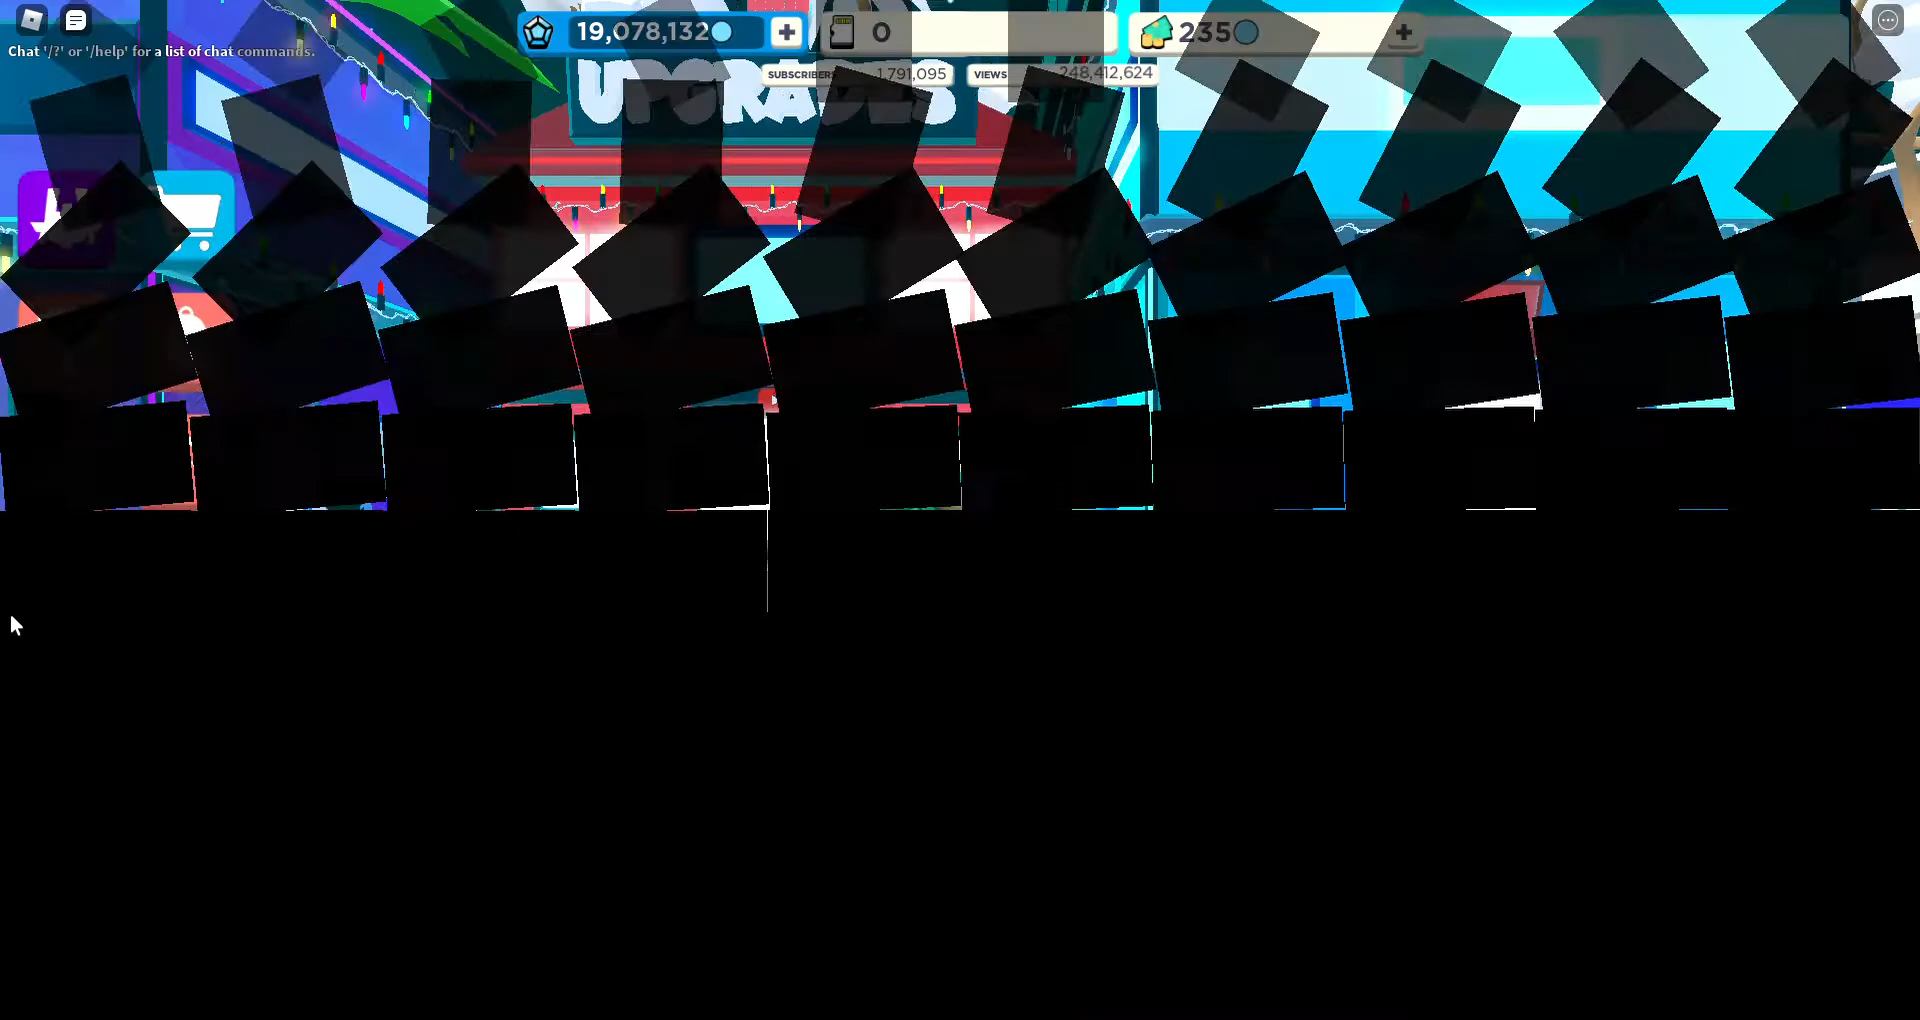 19,078,132
0
235
Chat '/?' or '/help' for a list of chat commands.
SUBSCRIBERS 1,791,095
VIEWS 248,412,624
UPGRADES